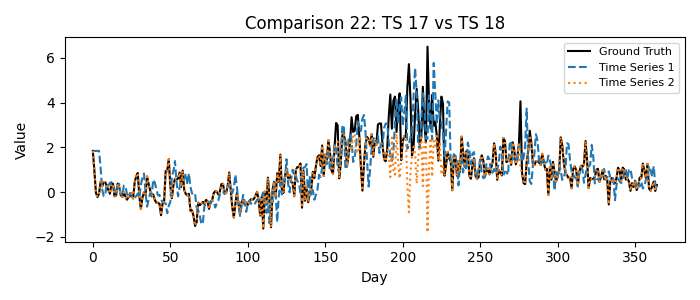 Comparison 22: TS 17 vs TS 18
Ground Truth
Time Series 1
Time Series 2
Value
6
4
2
0
−2
0 50 100 150 200 250 300 350
Day